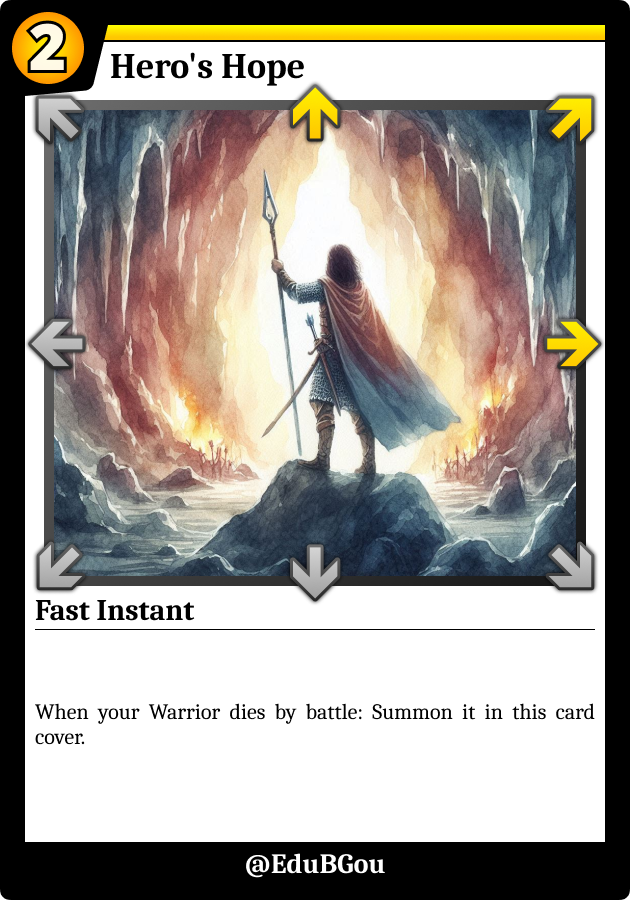 2
Hero's Hope
Fast Instant
When your Warrior dies by battle: Summon it in this card
cover.
@EduBGou